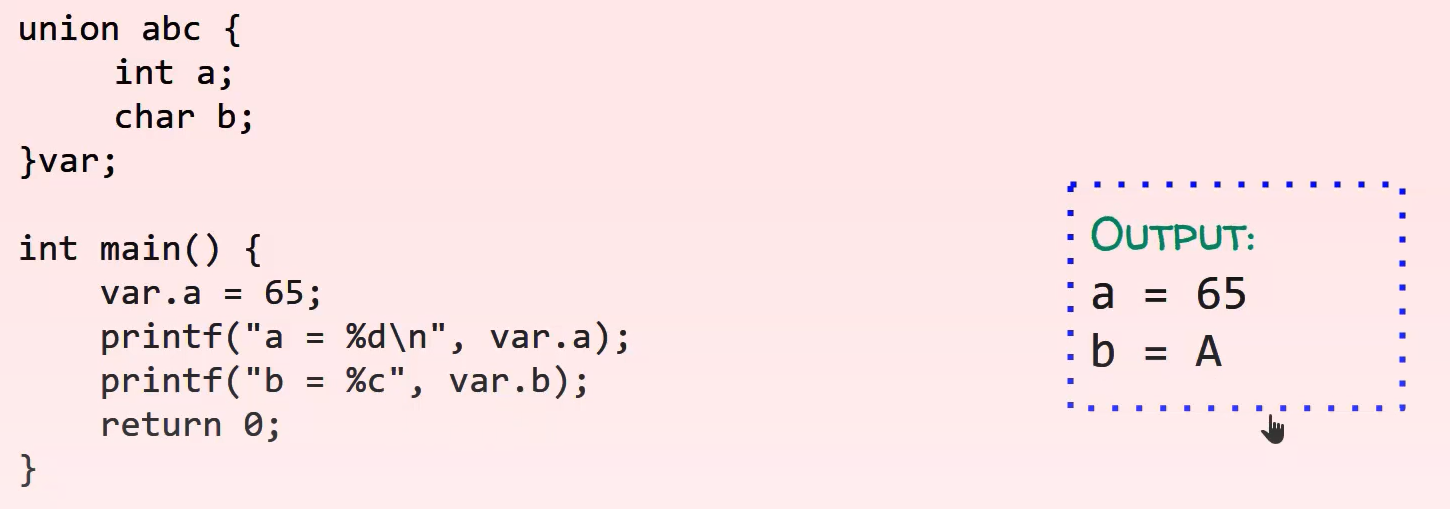 union abc {
     int a;
     char b;
}var;
int main() {
    var.a = 65;
    printf("a = %d\n", var.a);
    printf("b = %c", var.b);
    return 0;
}
OUTPUT:
a = 65
b = A